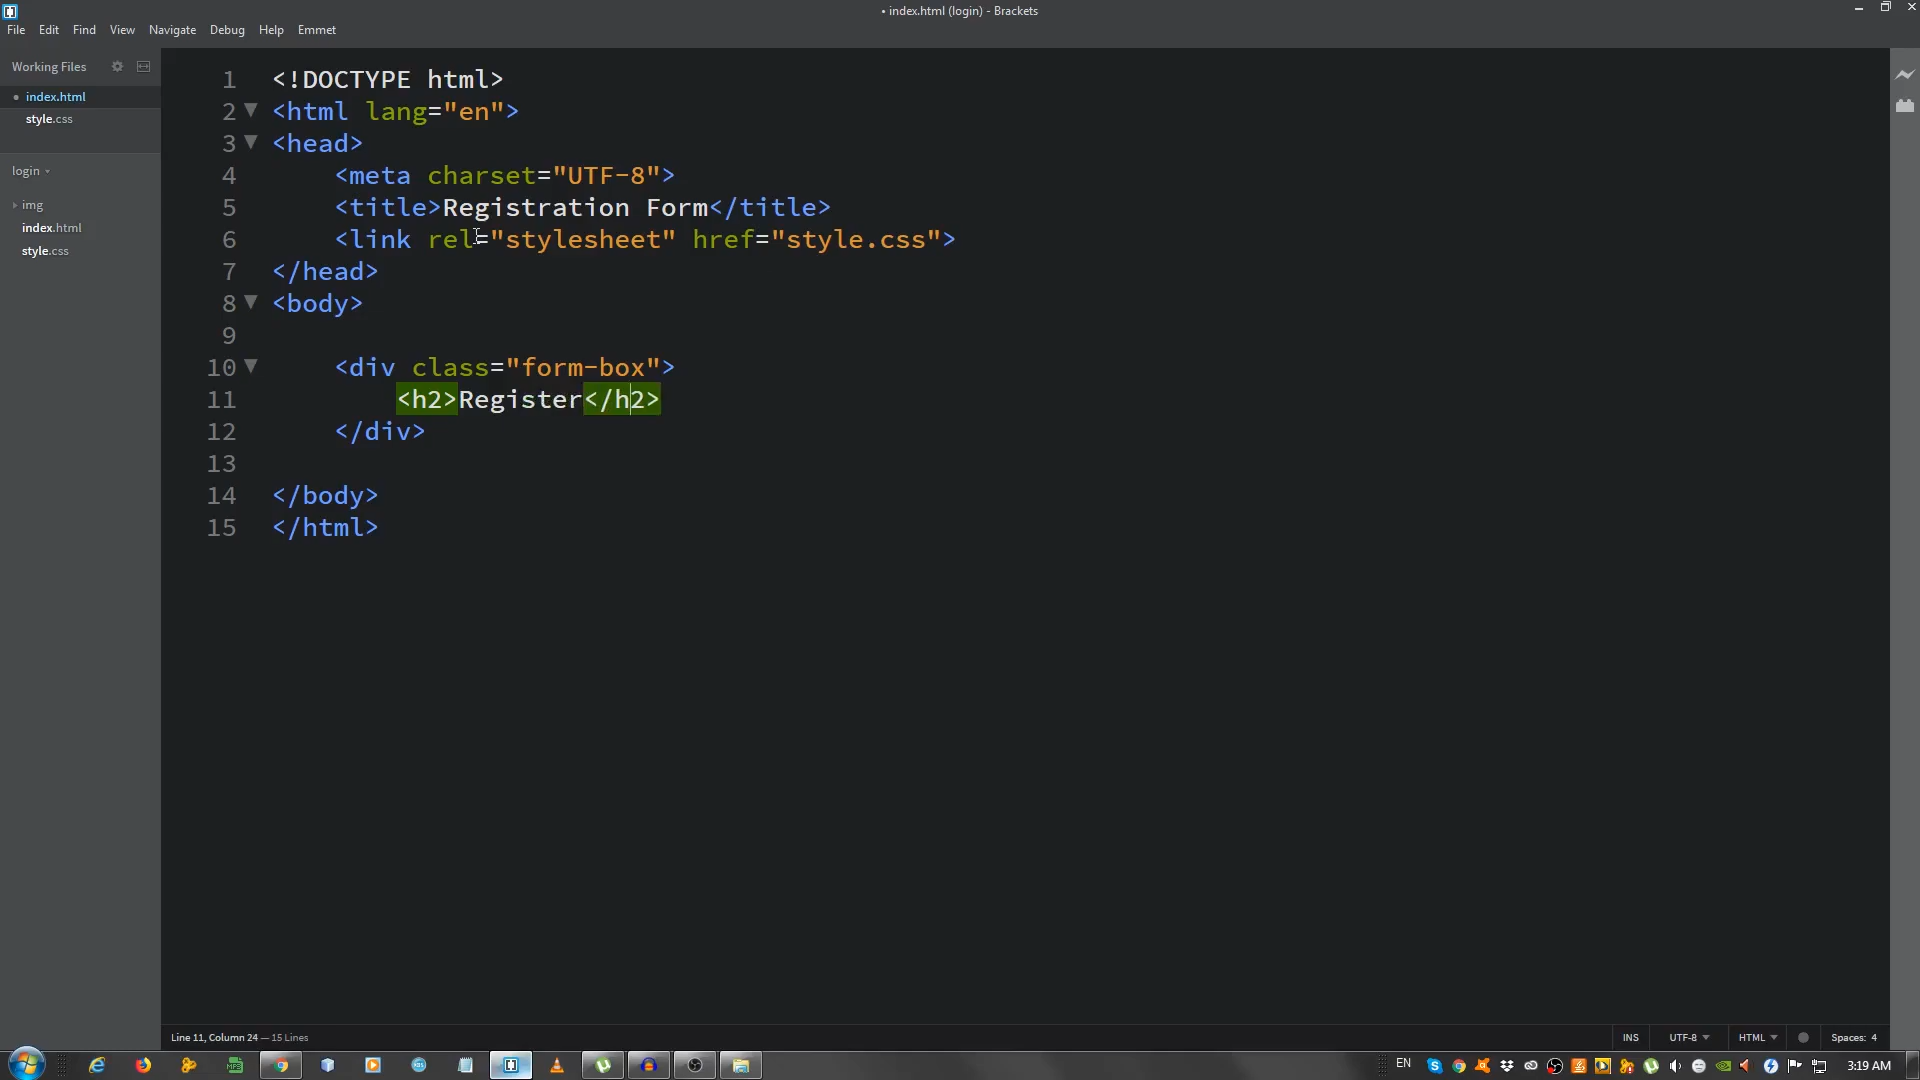 • index.html (login) - Brackets
File Edit Find View Navigate Debug Help Emmet
Working Files
• index.html
style.css
login
img
index.html
style.css
1 <!DOCTYPE html>
2 <html lang="en">
3 <head>
4 <meta charset="UTF-8">
5 <title>Registration Form</title>
6 <link rel="stylesheet" href="style.css">
7 </head>
8 <body>
9
10 <div class="form-box">
11 <h2>Register</h2>
12 </div>
13
14 </body>
15 </html>
Line 11, Column 24 — 15 Lines
INS UTF-8 HTML Spaces: 4
EN 3:19 AM